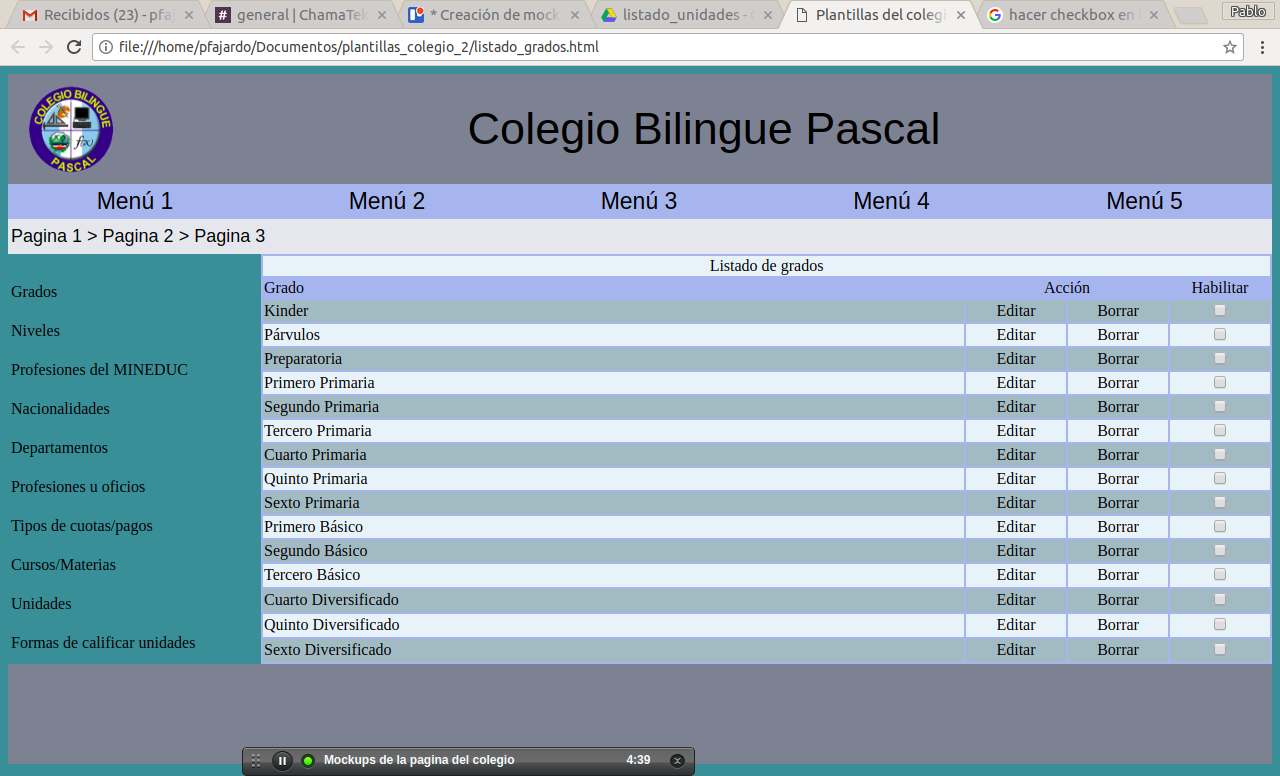 Recibidos (23) - pfaj
general | ChamaTek
* Creación de mock
listado_unidades - G
Plantillas del colegi
hacer checkbox en
Pablo
file:///home/pfajardo/Documentos/plantillas_colegio_2/listado_grados.html
COLEGIO BILINGUE
PASCAL
Colegio Bilingue Pascal
Menú 1 Menú 2 Menú 3 Menú 4 Menú 5
Pagina 1 > Pagina 2 > Pagina 3
Grados
Niveles
Profesiones del MINEDUC
Nacionalidades
Departamentos
Profesiones u oficios
Tipos de cuotas/pagos
Cursos/Materias
Unidades
Formas de calificar unidades
Listado de grados
Grado Acción Habilitar
Kinder Editar Borrar
Párvulos Editar Borrar
Preparatoria Editar Borrar
Primero Primaria Editar Borrar
Segundo Primaria Editar Borrar
Tercero Primaria Editar Borrar
Cuarto Primaria Editar Borrar
Quinto Primaria Editar Borrar
Sexto Primaria Editar Borrar
Primero Básico Editar Borrar
Segundo Básico Editar Borrar
Tercero Básico Editar Borrar
Cuarto Diversificado Editar Borrar
Quinto Diversificado Editar Borrar
Sexto Diversificado Editar Borrar
Mockups de la pagina del colegio 4:39